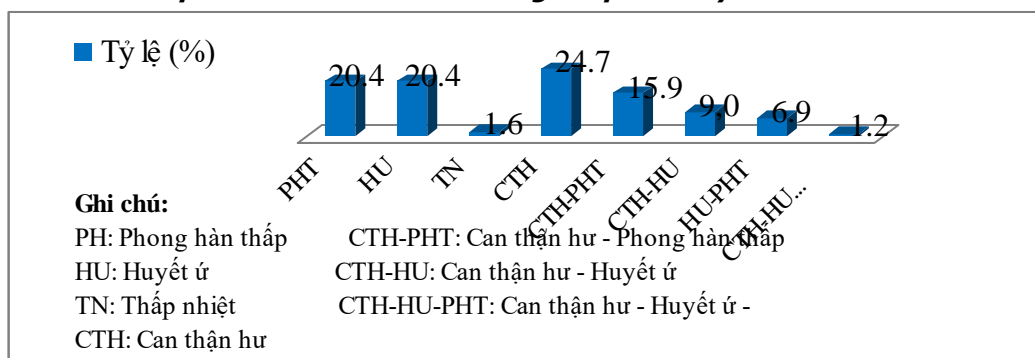 Tỷ lệ (%)
20.4 20.4 1.6 24.7 15.9 9,0 6.9 1.2
PHT HU TN CTH CTH-PHT CTH-HU HU-PHT CTH-HU...
Ghi chú:
PH: Phong hàn thấp CTH-PHT: Can thận hư - Phong hàn thấp
HU: Huyết ứ CTH-HU: Can thận hư - Huyết ứ
TN: Thấp nhiệt CTH-HU-PHT: Can thận hư - Huyết ứ -
CTH: Can thận hư